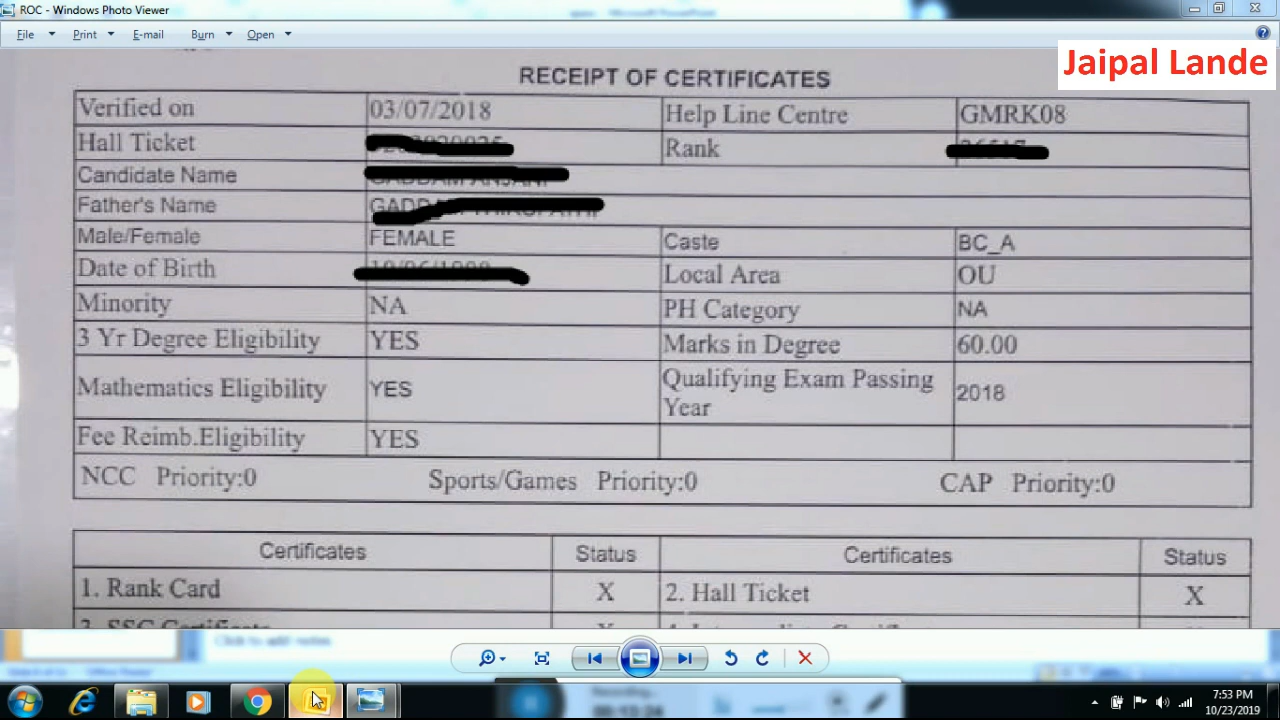 ROC - Windows Photo Viewer
File Print E-mail Burn Open
Jaipal Lande
RECEIPT OF CERTIFICATES
Verified on 03/07/2018 Help Line Centre GMRK08
Hall Ticket Rank
Candidate Name
Father's Name
Male/Female FEMALE Caste BC_A
Date of Birth Local Area OU
Minority NA PH Category NA
3 Yr Degree Eligibility YES Marks in Degree 60.00
Mathematics Eligibility YES Qualifying Exam Passing Year 2018
Fee Reimb.Eligibility YES
NCC Priority:0 Sports/Games Priority:0 CAP Priority:0
Certificates Status Certificates Status
1. Rank Card X 2. Hall Ticket X
Click to add notes
7:53 PM
10/23/2019